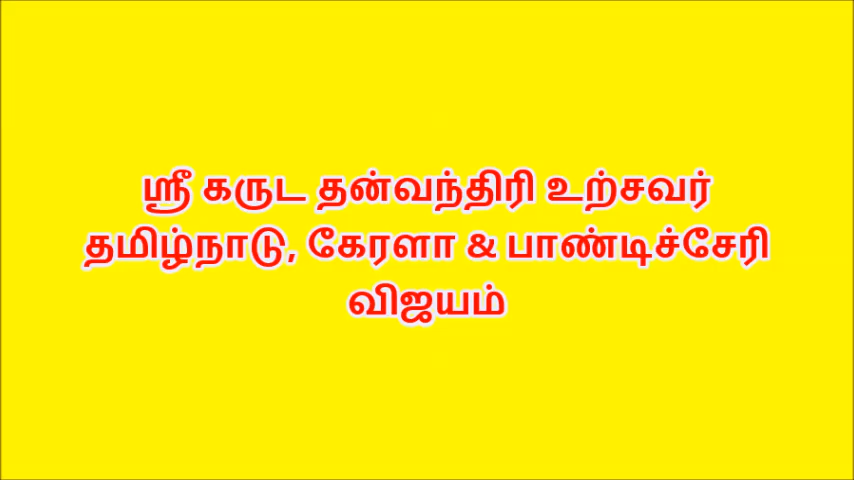 ஸ்ரீ கருட தன்வந்திரி உற்சவர்
தமிழ்நாடு, கேரளா & பாண்டிச்சேரி
விஜயம்